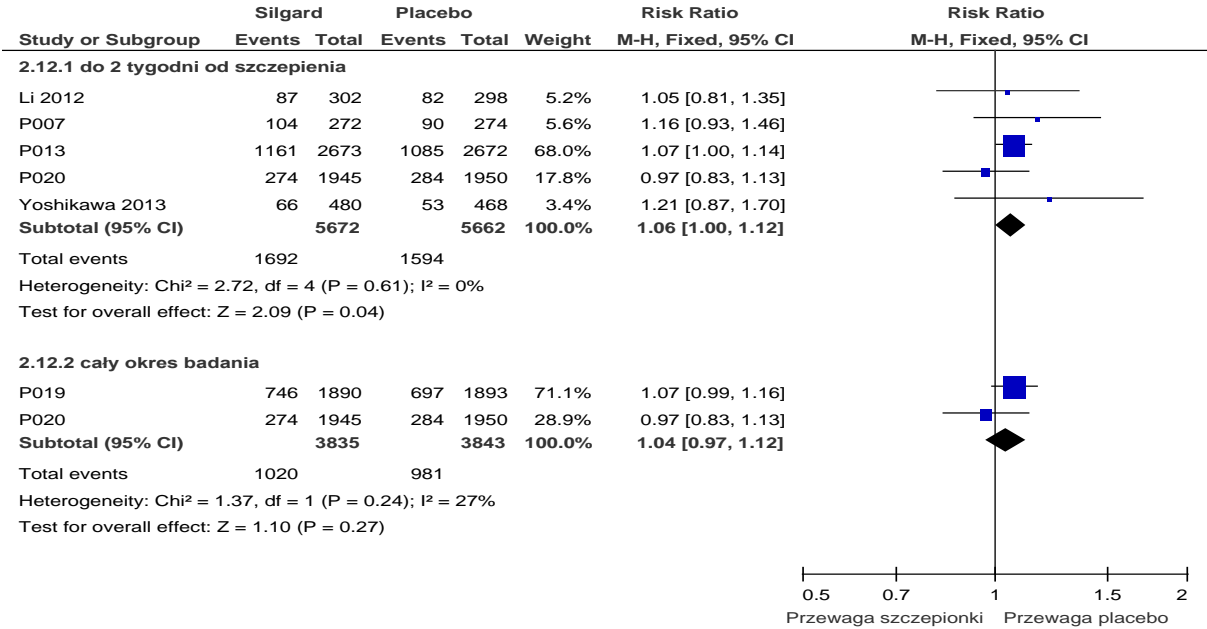 Silgard Placebo Risk Ratio Risk Ratio
Study or Subgroup Events Total Events Total Weight M-H, Fixed, 95% CI M-H, Fixed, 95% CI
2.12.1 do 2 tygodni od szczepienia
Li 2012 87 302 82 298 5.2% 1.05 [0.81, 1.35]
P007 104 272 90 274 5.6% 1.16 [0.93, 1.46]
P013 1161 2673 1085 2672 68.0% 1.07 [1.00, 1.14]
P020 274 1945 284 1950 17.8% 0.97 [0.83, 1.13]
Yoshikawa 2013 66 480 53 468 3.4% 1.21 [0.87, 1.70]
Subtotal (95% CI) 5672 5662 100.0% 1.06 [1.00, 1.12]
Total events 1692 1594
Heterogeneity: Chi² = 2.72, df = 4 (P = 0.61); I² = 0%
Test for overall effect: Z = 2.09 (P = 0.04)
2.12.2 cały okres badania
P019 746 1890 697 1893 71.1% 1.07 [0.99, 1.16]
P020 274 1945 284 1950 28.9% 0.97 [0.83, 1.13]
Subtotal (95% CI) 3835 3843 100.0% 1.04 [0.97, 1.12]
Total events 1020 981
Heterogeneity: Chi² = 1.37, df = 1 (P = 0.24); I² = 27%
Test for overall effect: Z = 1.10 (P = 0.27)
0.5 0.7 1 1.5 2
Przewaga szczepionki Przewaga placebo